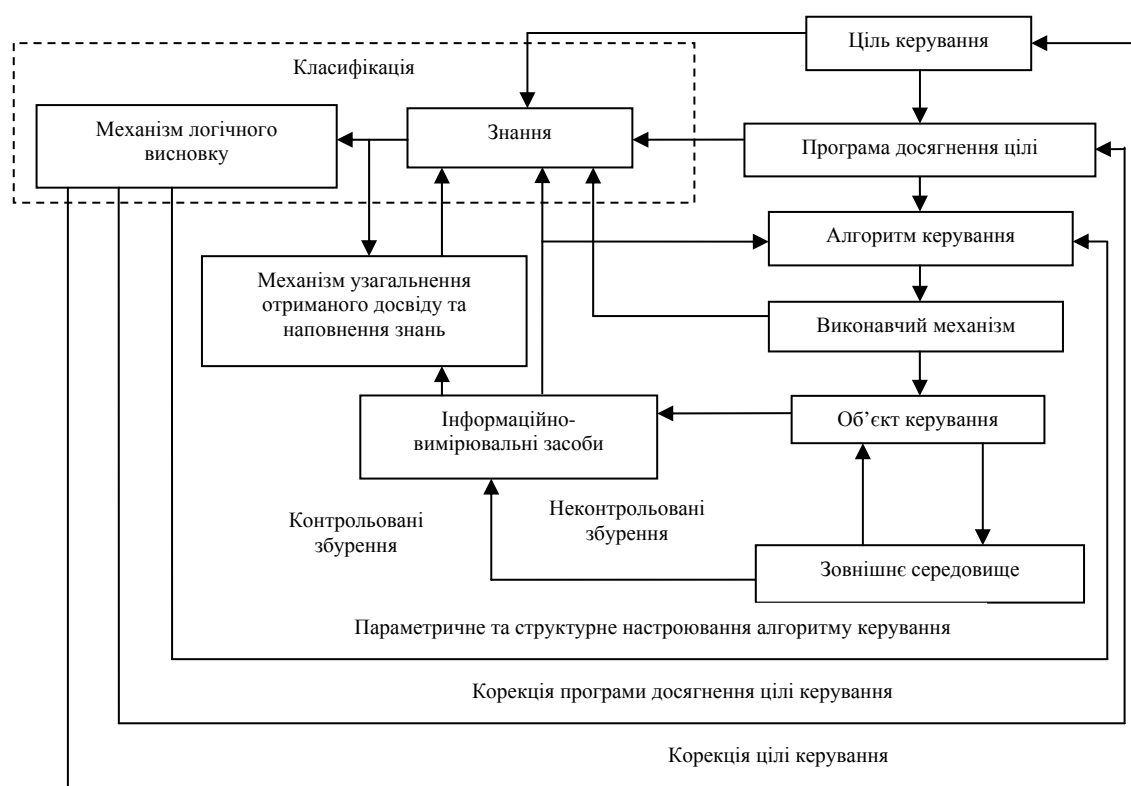 Ціль керування
Класифікація
Механізм логічного
висновку
Знання
Програма досягнення цілі
Алгоритм керування
Механізм узагальнення
отриманого досвіду та
наповнення знань
Виконавчий механізм
Інформаційно-
вимірювальні засоби
Об’єкт керування
Контрольовані
збурення
Неконтрольовані
збурення
Зовнішнє середовище
Параметричне та структурне настроювання алгоритму керування
Корекція програми досягнення цілі керування
Корекція цілі керування